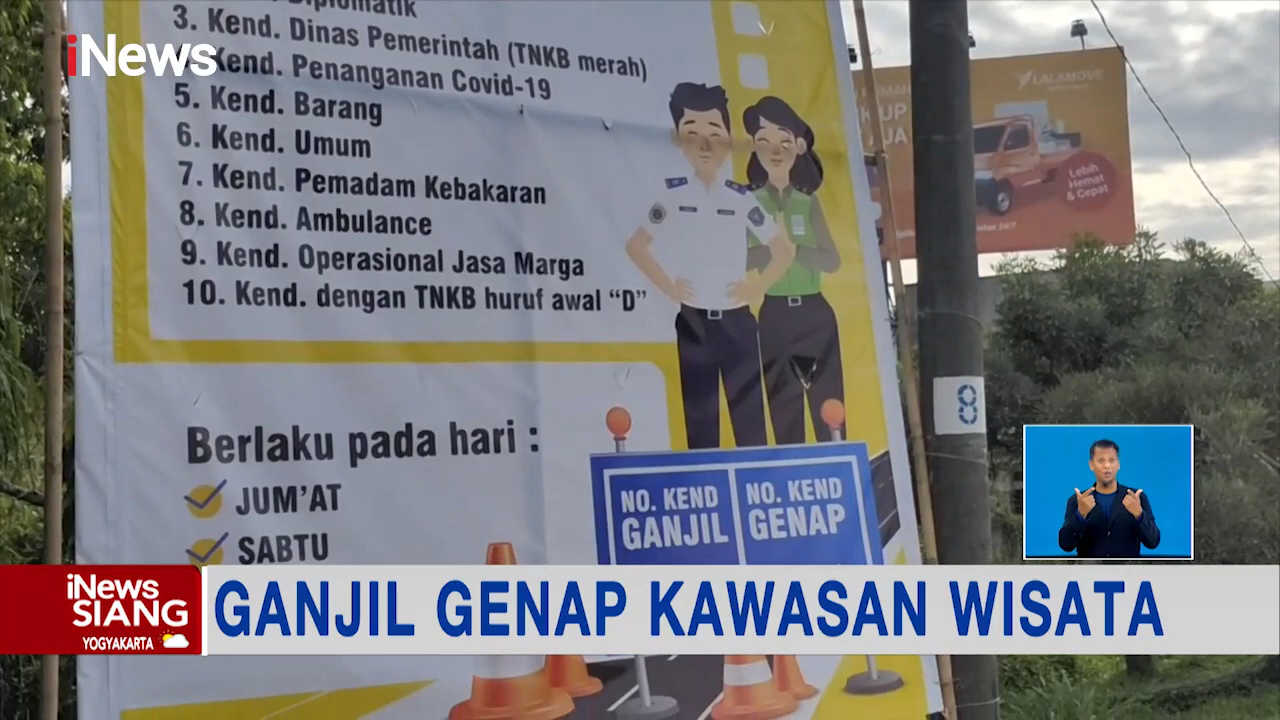 iNews
Diplomatik
3. Kend. Dinas Pemerintah (TNKB merah)
Kend. Penanganan Covid-19
5. Kend. Barang
6. Kend. Umum
7. Kend. Pemadam Kebakaran
8. Kend. Ambulance
9. Kend. Operasional Jasa Marga
10. Kend. dengan TNKB huruf awal “D”
Berlaku pada hari :
JUM'AT
SABTU
NO. KEND
GANJIL
NO. KEND
GENAP
LALAMOVE
Lebih
Hemat
& Cepat
8
iNews
SIANG
YOGYAKARTA
GANJIL GENAP KAWASAN WISATA